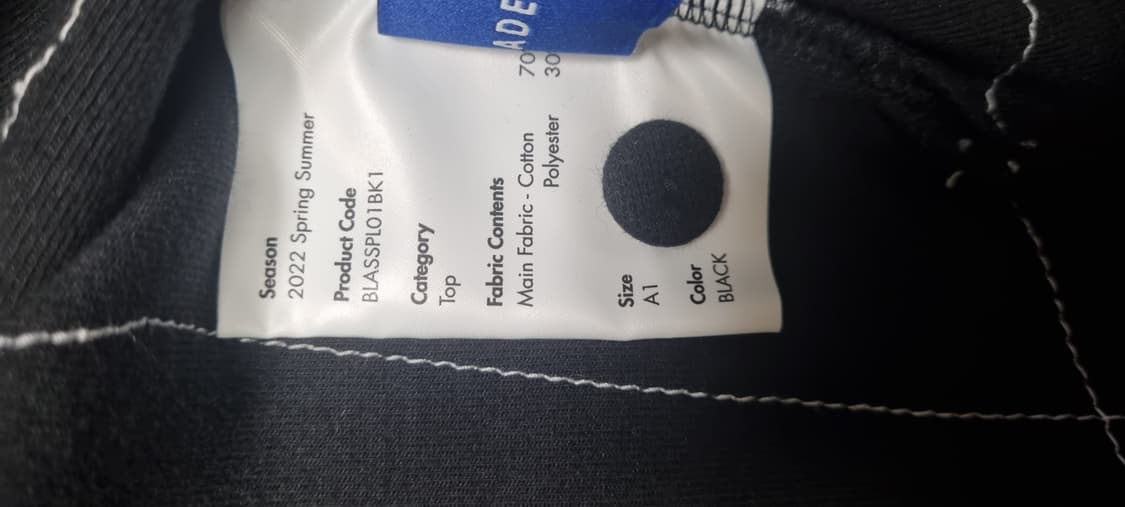 ADE
Season
2022 Spring Summer
Product Code
BLASSPL01BK1
Category
Top
Fabric Contents
Main Fabric - Cotton 70
Polyester 30
Size
A1
Color
BLACK